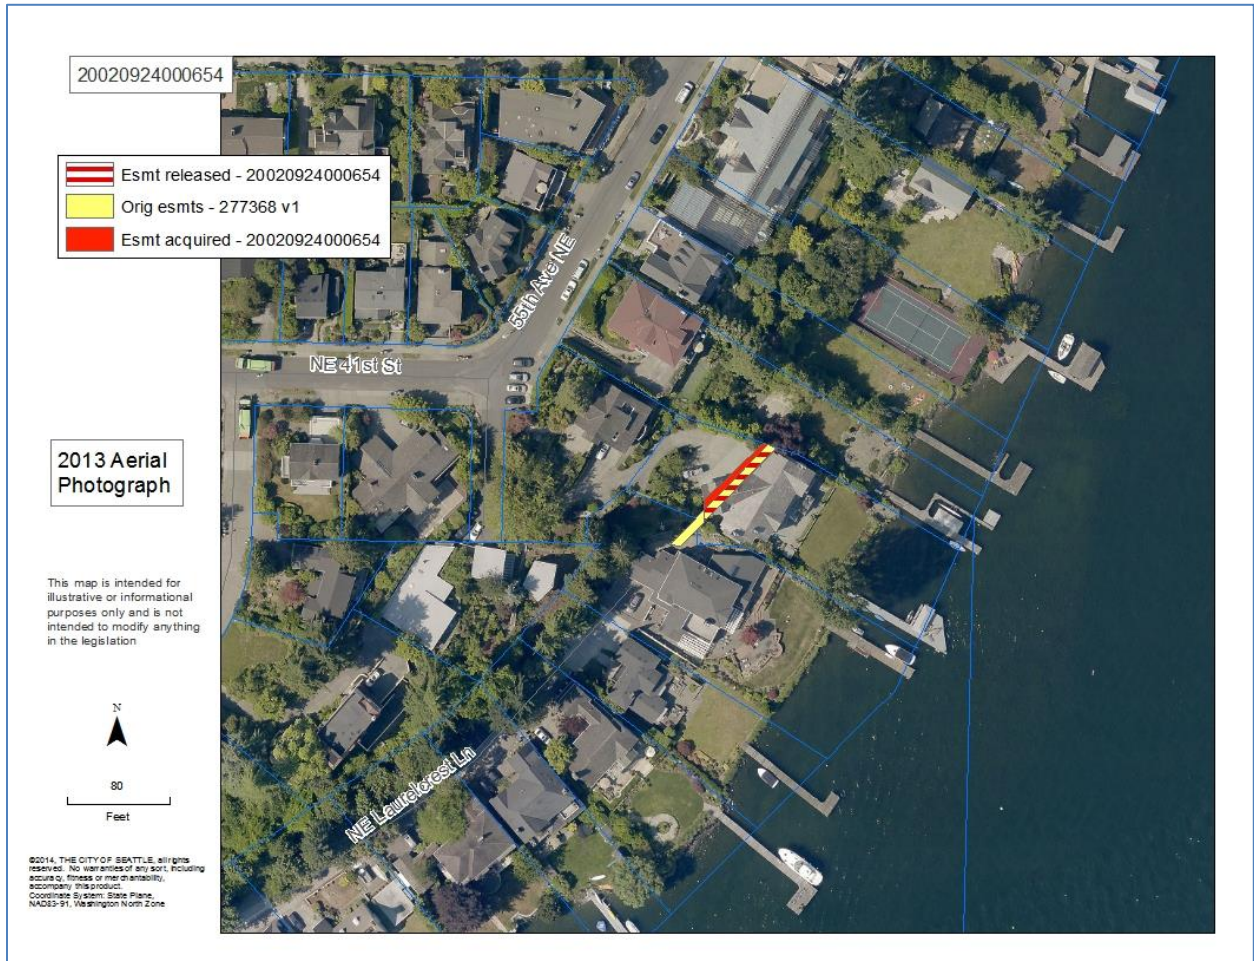 20020924000654
Esmt released - 20020924000654
Orig esmts - 277368 v1
Esmt acquired - 20020924000654
55th Ave NE
NE 41st St
2013 Aerial
Photograph
This map is intended for
illustrative or informational
purposes only and is not
intended to modify anything
in the legislation
N
80
Feet
NE Laurelcrest Ln
©2014, THE CITY OF SEATTLE, all rights
reserved. No warranties of any sort, including
accuracy, fitness or merchantability,
accompany this product.
Coordinate System: State Plane,
NAD83-91, Washington North Zone